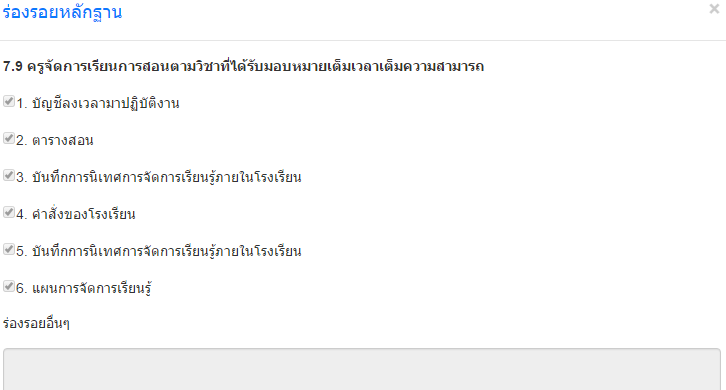 ร่องรอยหลักฐาน
7.9 ครูจัดการเรียนการสอนตามวิชาที่ได้รับมอบหมายเต็มเวลาเต็มความสามารถ
1. บัญชีลงเวลามาปฏิบัติงาน
2. ตารางสอน
3. บันทึกการนิเทศการจัดการเรียนรู้ภายในโรงเรียน
4. คำสั่งของโรงเรียน
5. บันทึกการนิเทศการจัดการเรียนรู้ภายในโรงเรียน
6. แผนการจัดการเรียนรู้
ร่องรอยอื่นๆ